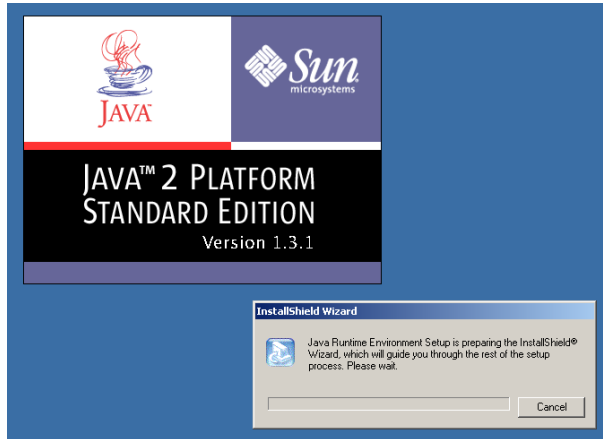 JAVA™
Sun
microsystems
JAVA™ 2 PLATFORM
STANDARD EDITION
Version 1.3.1
InstallShield Wizard
Java Runtime Environment Setup is preparing the InstallShield®
Wizard, which will guide you through the rest of the setup
process. Please wait.
Cancel